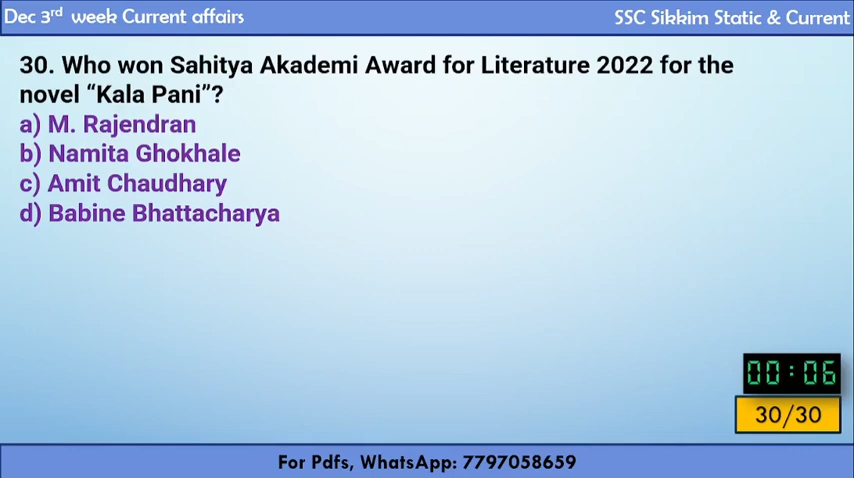 Dec 3rd week Current affairs
SSC Sikkim Static & Current
30. Who won Sahitya Akademi Award for Literature 2022 for the
novel “Kala Pani”?
a) M. Rajendran
b) Namita Ghokhale
c) Amit Chaudhary
d) Babine Bhattacharya
00:06
30/30
For Pdfs, WhatsApp: 7797058659